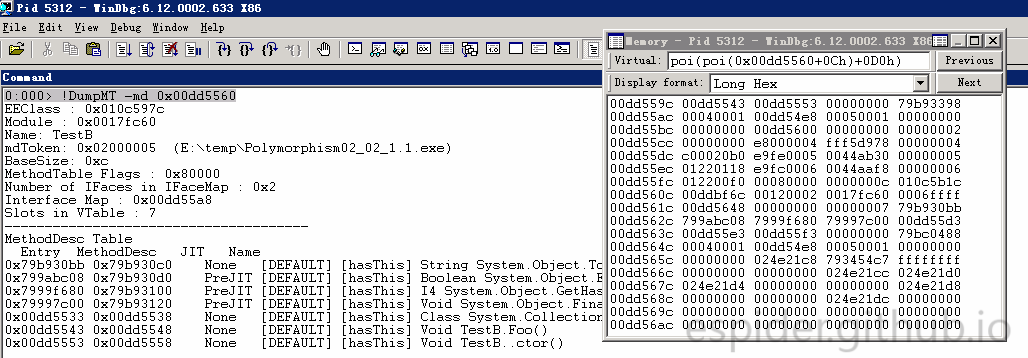 Pid 5312 - WinDbg:6.12.0002.633 X86
File Edit View Debug Window Help
Command
0:000> !DumpMT -md 0x00dd5560
EEClass : 0x010c597c
Module : 0x0017fc60
Name: TestB
mdToken: 0x02000005 (E:\temp\Polymorphism02_02_1.1.exe)
BaseSize: 0xc
MethodTable Flags : 0x80000
Number of IFaces in IFaceMap : 0x2
Interface Map : 0x00dd55a8
Slots in VTable : 7
--------------------------------------
MethodDesc Table
Entry MethodDesc JIT Name
0x79b930bb 0x79b930c0 None [DEFAULT] [hasThis] String System.Object.To
0x799abc08 0x79b930d0 PreJIT [DEFAULT] [hasThis] Boolean System.Object.E
0x7999f680 0x79b93100 PreJIT [DEFAULT] [hasThis] I4 System.Object.GetHas
0x79997c00 0x79b93120 PreJIT [DEFAULT] [hasThis] Void System.Object.Fina
0x00dd5533 0x00dd5538 None [DEFAULT] [hasThis] Class System.Collection
0x00dd5543 0x00dd5548 None [DEFAULT] [hasThis] Void TestB.Foo()
0x00dd5553 0x00dd5558 None [DEFAULT] [hasThis] Void TestB..ctor()
Memory - Pid 5312 - WinDbg:6.12.0002.633 X86
Virtual: poi(poi(0x00dd5560+0Ch)+0D0h) Previous
Display format: Long Hex Next
00dd559c 00dd5543 00dd5553 00000000 79b93398
00dd55ac 00040001 00dd54e8 00050001 00000000
00dd55bc 00000000 00dd5600 00000000 00000002
00dd55cc 00000000 e8000004 fff5d978 00000004
00dd55dc c00020b0 e9fe0005 0044ab30 00000005
00dd55ec 01220118 e9fc0006 0044aaf8 00000006
00dd55fc 012200f0 00080000 0000000c 010c5b1c
00dd560c 00ddbf6c 00120002 0017fc60 0006ffff
00dd561c 00dd5648 00000000 00000007 79b930bb
00dd562c 799abc08 7999f680 79997c00 00dd55d3
00dd563c 00dd55e3 00dd55f3 00000000 79bc0488
00dd564c 00040001 00dd54e8 00050001 00000000
00dd565c 00000000 024e21c8 793454c7 ffffffff
00dd566c 00000000 00000000 024e21cc 024e21d0
00dd567c 024e21d4 00000000 00000000 024e21d8
00dd568c 00000000 00000000 024e21dc 00000000
00dd569c 00000000 00000000 00000000 00000000
00dd56ac 00000000 00000000 00000000 00000000
espider.github.io